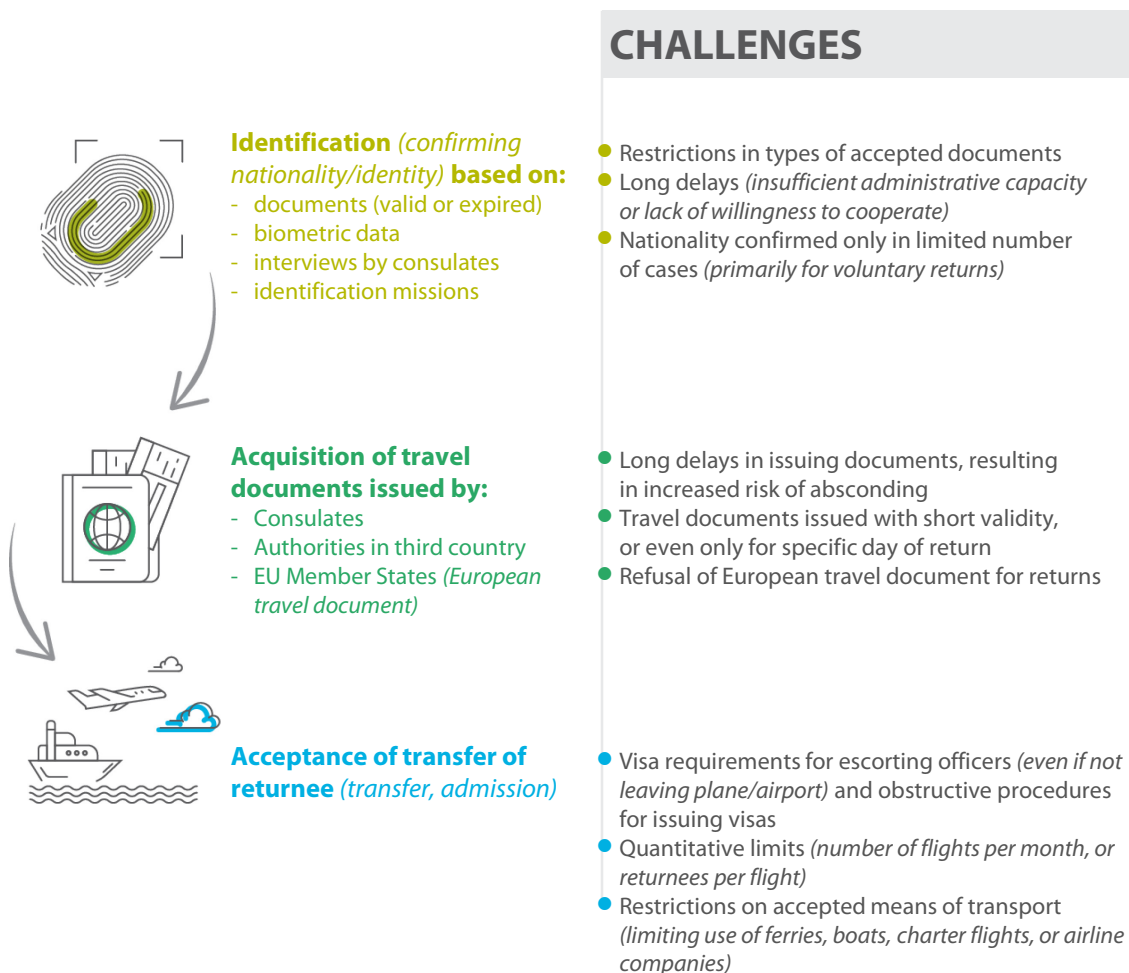 CHALLENGES
Identification (confirming
nationality/identity) based on:
- documents (valid or expired)
- biometric data
- interviews by consulates
- identification missions
Restrictions in types of accepted documents
Long delays (insufficient administrative capacity
or lack of willingness to cooperate)
Nationality confirmed only in limited number
of cases (primarily for voluntary returns)
Acquisition of travel
documents issued by:
- Consulates
- Authorities in third country
- EU Member States (European
travel document)
Long delays in issuing documents, resulting
in increased risk of absconding
Travel documents issued with short validity,
or even only for specific day of return
Refusal of European travel document for returns
Acceptance of transfer of
returnee (transfer, admission)
Visa requirements for escorting officers (even if not
leaving plane/airport) and obstructive procedures
for issuing visas
Quantitative limits (number of flights per month, or
returnees per flight)
Restrictions on accepted means of transport
(limiting use of ferries, boats, charter flights, or airline
companies)